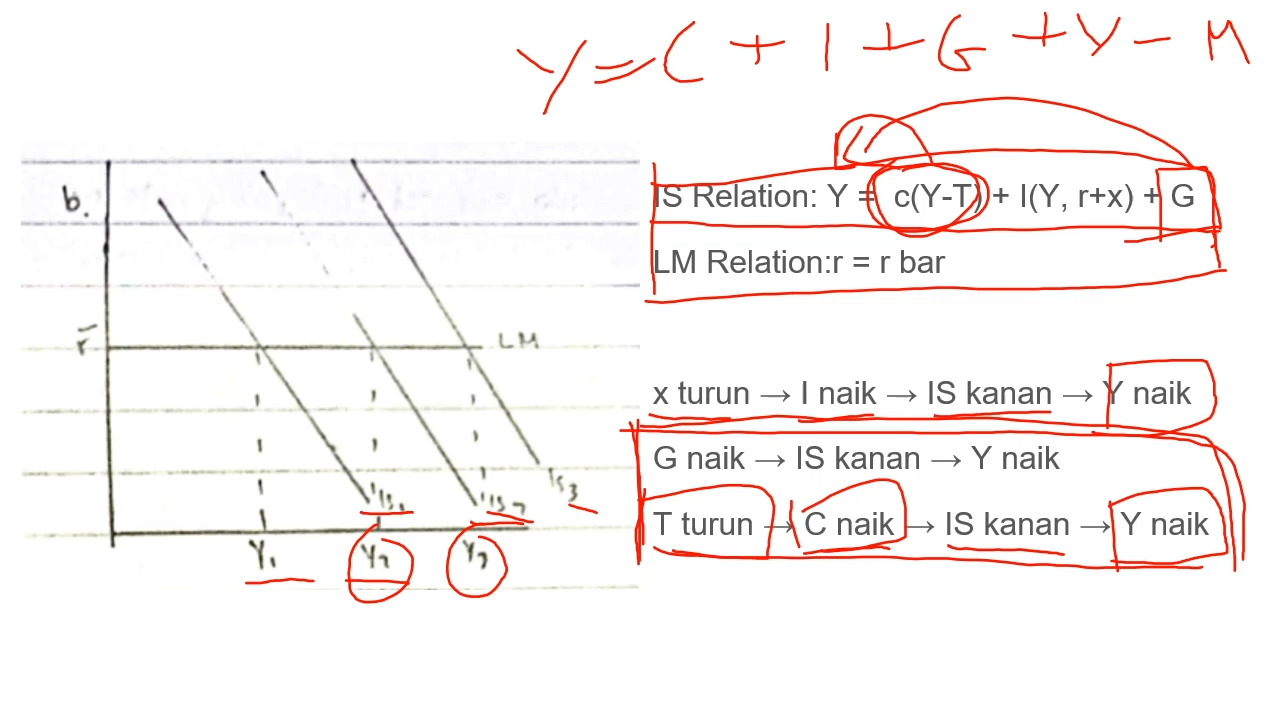 Y = C + I + G + Y - M
b.
r̄
LM
IS₁
IS₂
IS₃
Y₁
Y₂
Y₃
IS Relation: Y = c(Y-T) + I(Y, r+x) + G
LM Relation:r = r bar
x turun → I naik → IS kanan → Y naik
G naik → IS kanan → Y naik
T turun → C naik → IS kanan → Y naik